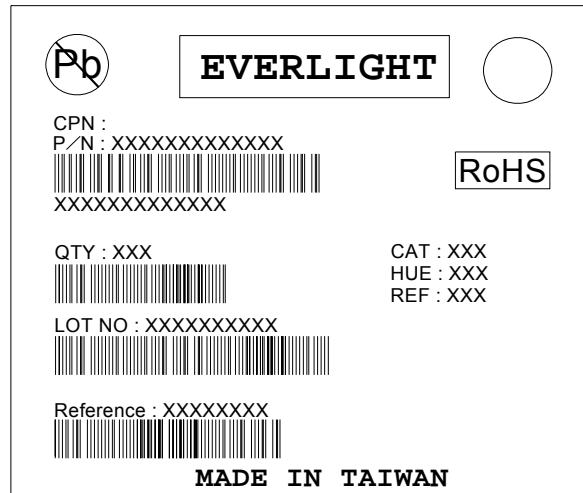 Pb
EVERLIGHT
CPN :
P/N : XXXXXXXXXXXXX
RoHS
XXXXXXXXXXXXX
QTY : XXX
CAT : XXX
HUE : XXX
REF : XXX
LOT NO : XXXXXXXXXX
Reference : XXXXXXXX
MADE IN TAIWAN